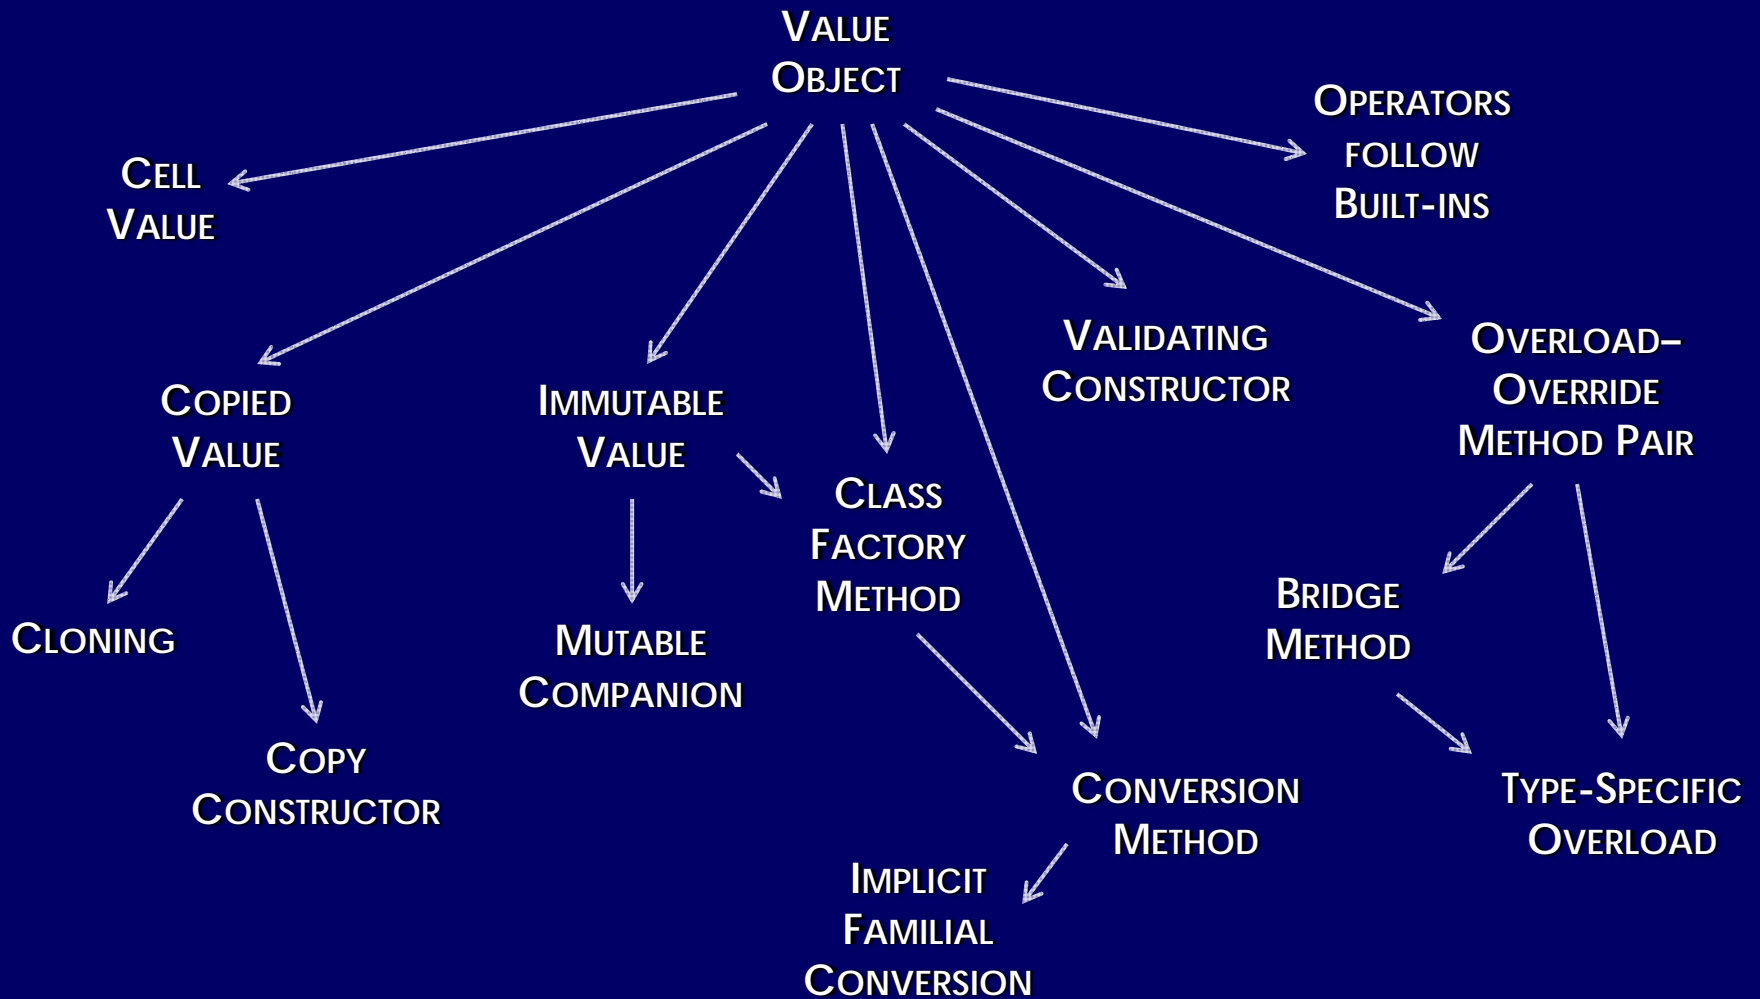 VALUE
OBJECT
OPERATORS
FOLLOW
BUILT-INS
CELL
VALUE
VALIDATING
CONSTRUCTOR
OVERLOAD–
OVERRIDE
METHOD PAIR
COPIED
VALUE
IMMUTABLE
VALUE
CLASS
FACTORY
METHOD
BRIDGE
METHOD
CLONING
MUTABLE
COMPANION
COPY
CONSTRUCTOR
CONVERSION
METHOD
TYPE-SPECIFIC
OVERLOAD
IMPLICIT
FAMILIAL
CONVERSION